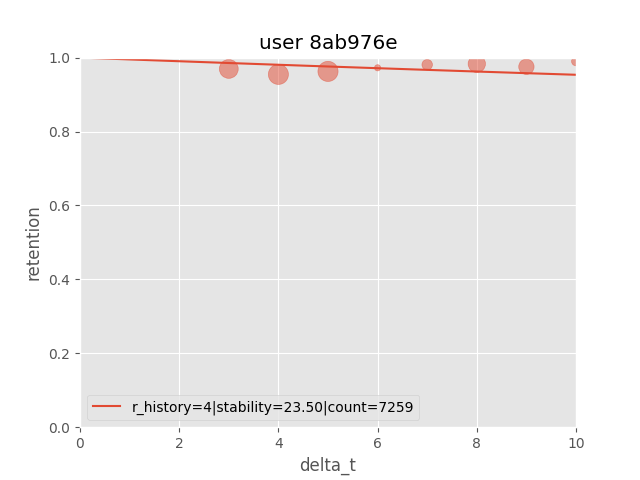 user 8ab976e
1.0
0.8
0.6
0.4
0.2
0.0
retention
r_history=4|stability=23.50|count=7259
0 2 4 6 8 10
delta_t